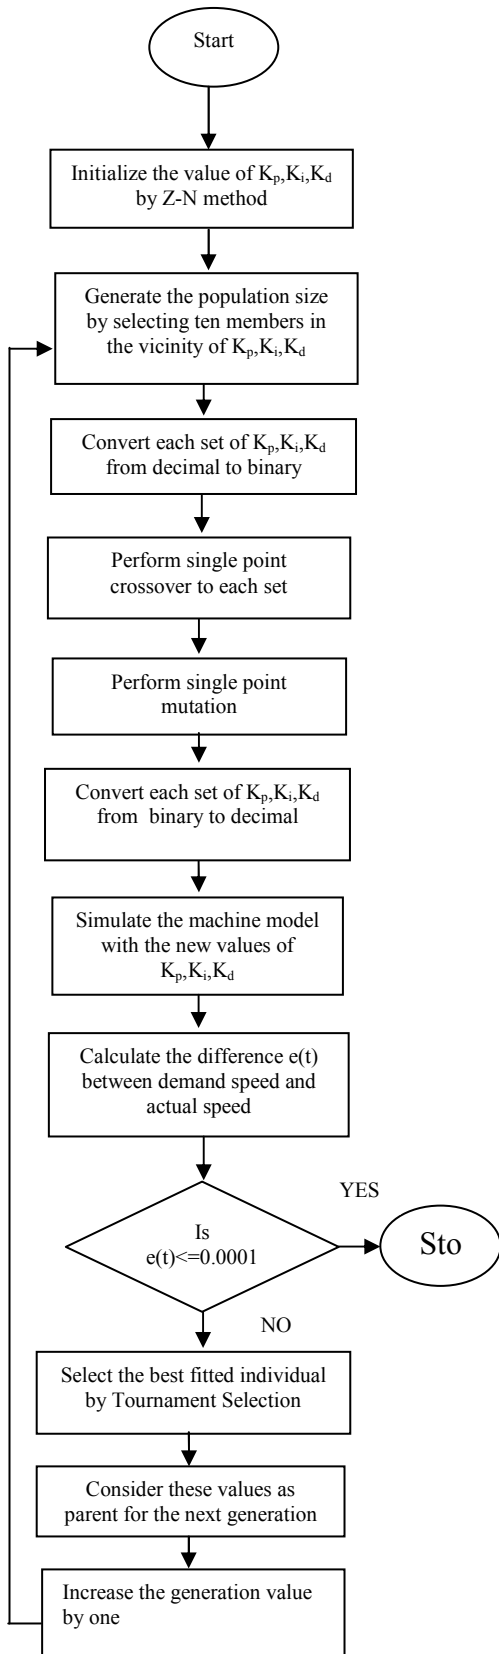 Start
Initialize the value of Kp,Ki,Kd
by Z-N method
Generate the population size
by selecting ten members in
the vicinity of Kp,Ki,Kd
Convert each set of Kp,Ki,Kd
from decimal to binary
Perform single point
crossover to each set
Perform single point
mutation
Convert each set of Kp,Ki,Kd
from binary to decimal
Simulate the machine model
with the new values of
Kp,Ki,Kd
Calculate the difference e(t)
between demand speed and
actual speed
YES
Is
e(t)<=0.0001
Sto
NO
Select the best fitted individual
by Tournament Selection
Consider these values as
parent for the next generation
Increase the generation value
by one